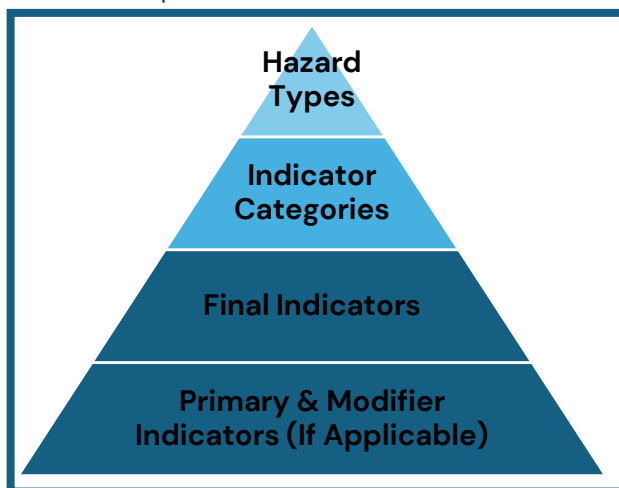 Hazard
Types
Indicator
Categories
Final Indicators
Primary & Modifier
Indicators (If Applicable)